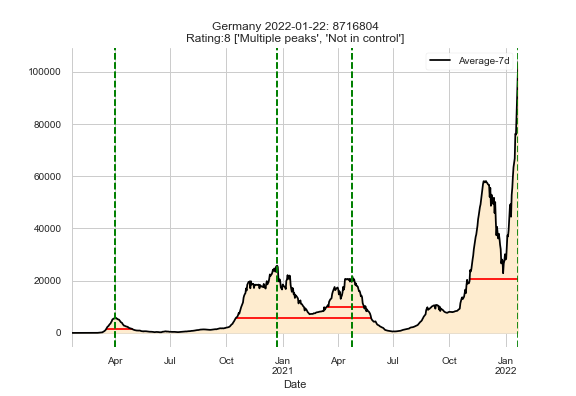 Germany 2022-01-22: 8716804
Rating:8 ['Multiple peaks', 'Not in control']
Average-7d
100000
80000
60000
40000
20000
0
Apr Jul Oct Jan Apr Jul Oct Jan
2021 2022
Date